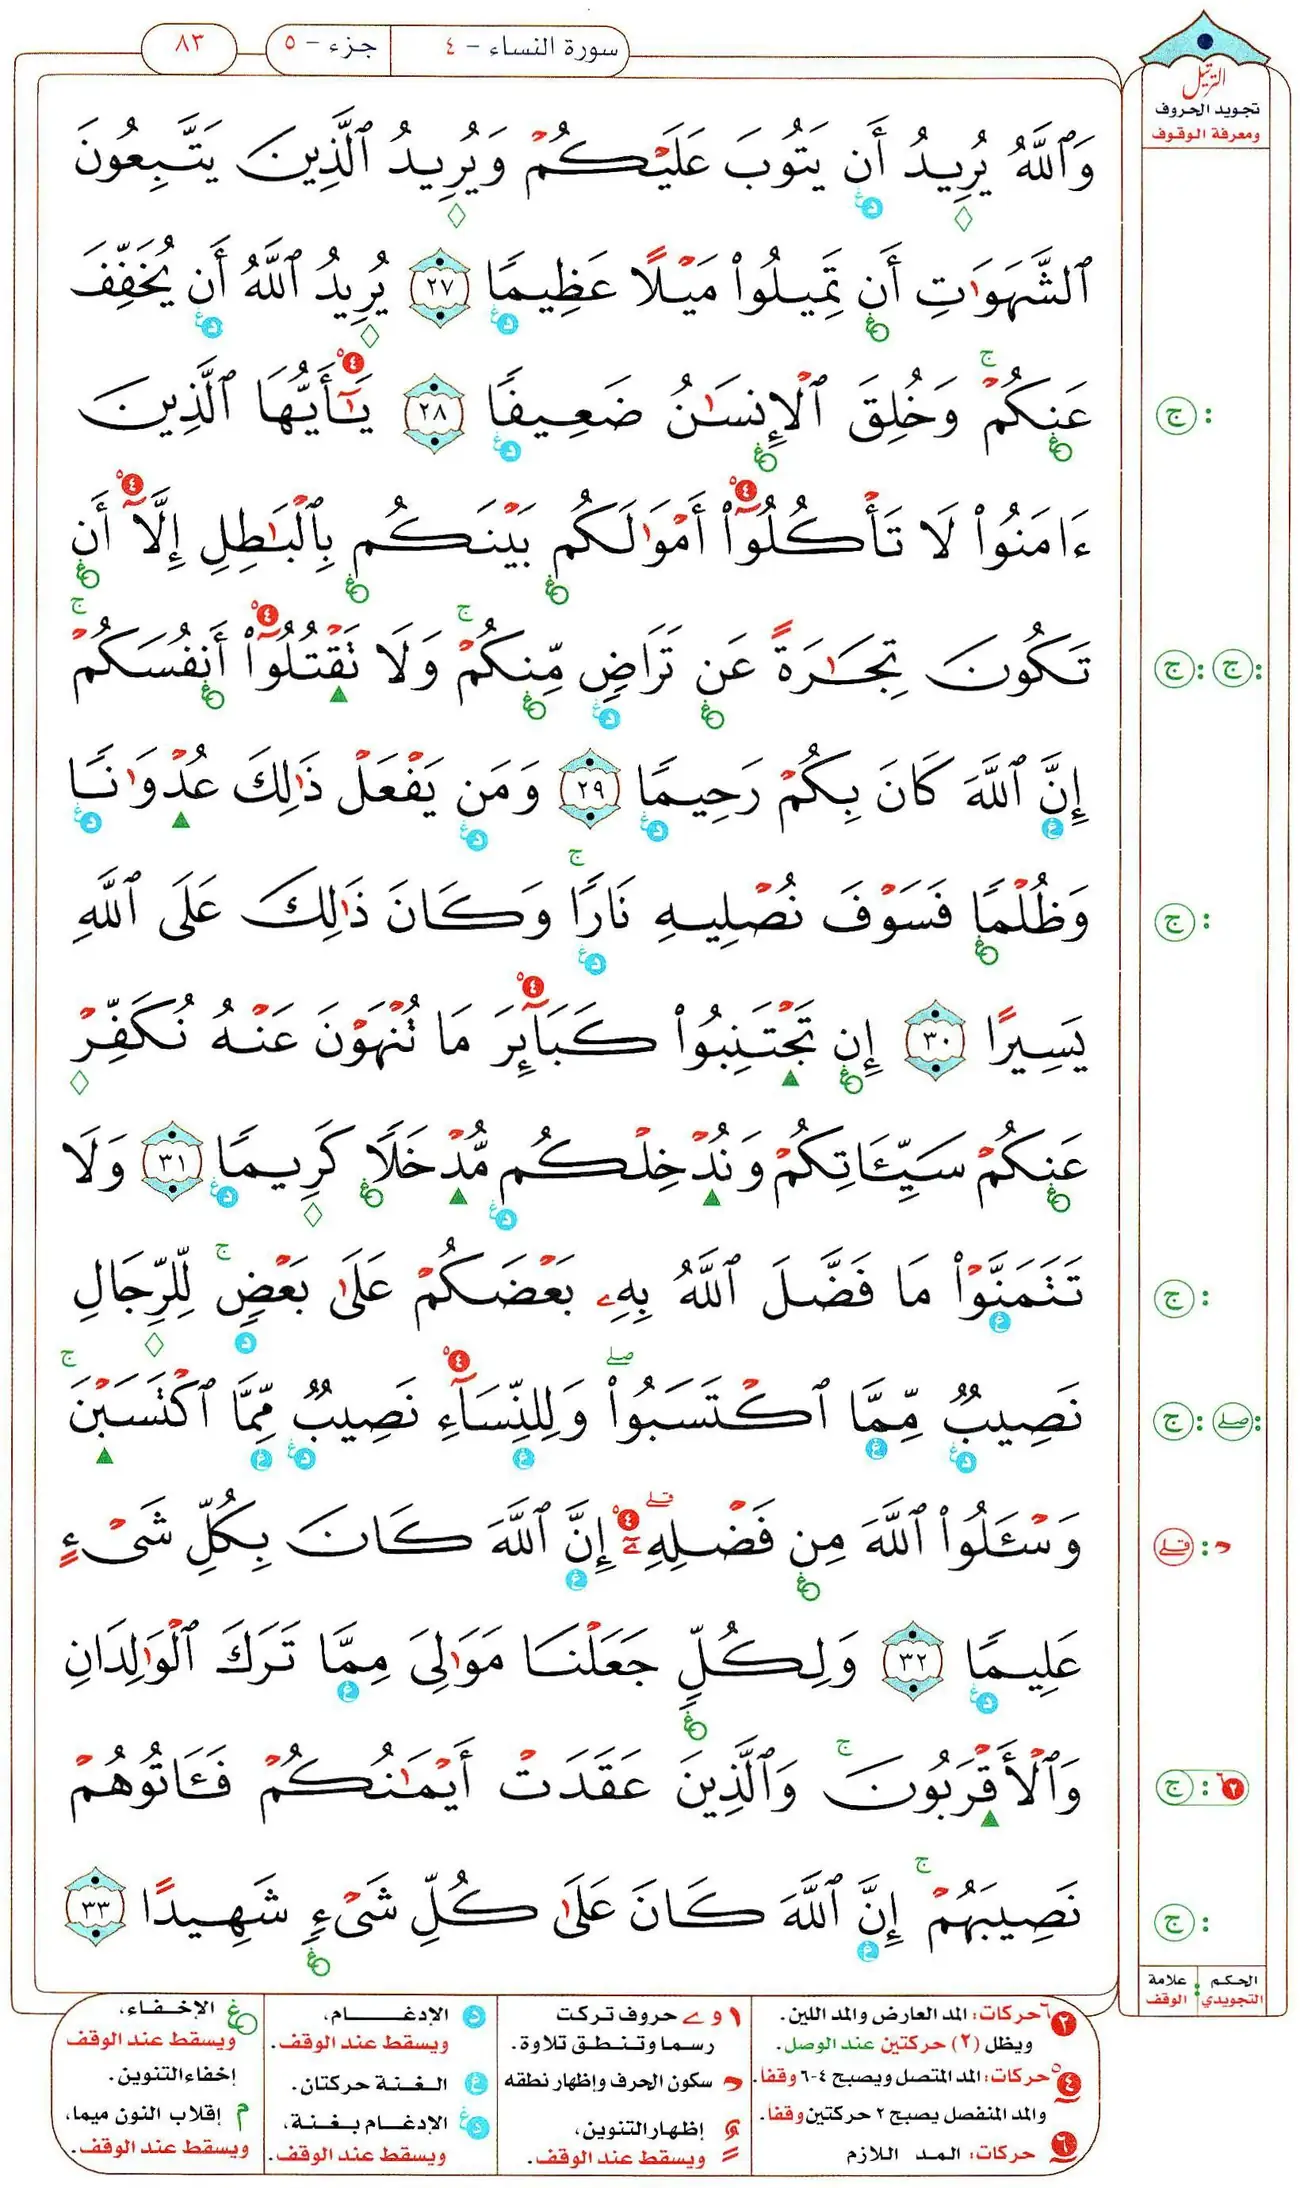 سورة النساء - ٤
جزء - ٥
٨٣
الترتيل
تجويد الحروف
ومعرفة الوقوف
وَٱللَّهُ يُرِيدُ أَن يَتُوبَ عَلَيْكُمْ وَيُرِيدُ ٱلَّذِينَ يَتَّبِعُونَ
ٱلشَّهَوَٰتِ أَن تَمِيلُوا۟ مَيْلًا عَظِيمًا ٢٧ يُرِيدُ ٱللَّهُ أَن يُخَفِّفَ
عَنكُمْ ۚ وَخُلِقَ ٱلْإِنسَٰنُ ضَعِيفًا ٢٨ يَٰٓأَيُّهَا ٱلَّذِينَ
ءَامَنُوا۟ لَا تَأْكُلُوٓا۟ أَمْوَٰلَكُم بَيْنَكُم بِٱلْبَٰطِلِ إِلَّآ أَن
تَكُونَ تِجَٰرَةً عَن تَرَاضٍ مِّنكُمْ ۚ وَلَا تَقْتُلُوٓا۟ أَنفُسَكُمْ ۚ
إِنَّ ٱللَّهَ كَانَ بِكُمْ رَحِيمًا ٢٩ وَمَن يَفْعَلْ ذَٰلِكَ عُدْوَٰنًا
وَظُلْمًا فَسَوْفَ نُصْلِيهِ نَارًا ۚ وَكَانَ ذَٰلِكَ عَلَى ٱللَّهِ
يَسِيرًا ٣٠ إِن تَجْتَنِبُوا۟ كَبَآئِرَ مَا تُنْهَوْنَ عَنْهُ نُكَفِّرْ
عَنكُمْ سَيِّـَٔاتِكُمْ وَنُدْخِلْكُم مُّدْخَلًا كَرِيمًا ٣١ وَلَا
تَتَمَنَّوْا۟ مَا فَضَّلَ ٱللَّهُ بِهِۦ بَعْضَكُمْ عَلَىٰ بَعْضٍ ۚ لِّلرِّجَالِ
نَصِيبٌ مِّمَّا ٱكْتَسَبُوا۟ ۖ وَلِلنِّسَآءِ نَصِيبٌ مِّمَّا ٱكْتَسَبْنَ ۚ
وَسْـَٔلُوا۟ ٱللَّهَ مِن فَضْلِهِۦٓ ۗ إِنَّ ٱللَّهَ كَانَ بِكُلِّ شَىْءٍ
عَلِيمًا ٣٢ وَلِكُلٍّ جَعَلْنَا مَوَٰلِىَ مِمَّا تَرَكَ ٱلْوَٰلِدَانِ
وَٱلْأَقْرَبُونَ ۚ وَٱلَّذِينَ عَقَدَتْ أَيْمَٰنُكُمْ فَـَٔاتُوهُمْ
نَصِيبَهُمْ ۚ إِنَّ ٱللَّهَ كَانَ عَلَىٰ كُلِّ شَىْءٍ شَهِيدًا ٣٣
الحكم التجويدي : علامة الوقف
٦ حركات: المد العارض والمد اللين.
ويظل (٢) حركتين عند الوصل.
٤ ٥ حركات: المد المتصل ويصبح ٤-٦ وقفاً.
والمد المنفصل يصبح ٢ حركتين وقفاً.
٦ حركات: المد اللازم
ا و ے حروف تركت
رسما وتنطق تلاوة.
سكون الحرف وإظهار نطقه
إظهار التنوين،
ويسقط عند الوقف.
د الإدغام،
ويسقط عند الوقف.
غ الغنة حركتان.
دغ الإدغام بغنة،
ويسقط عند الوقف.
غ الإخفاء،
ويسقط عند الوقف
إخفاء التنوين.
م إقلاب النون ميما،
ويسقط عند الوقف.